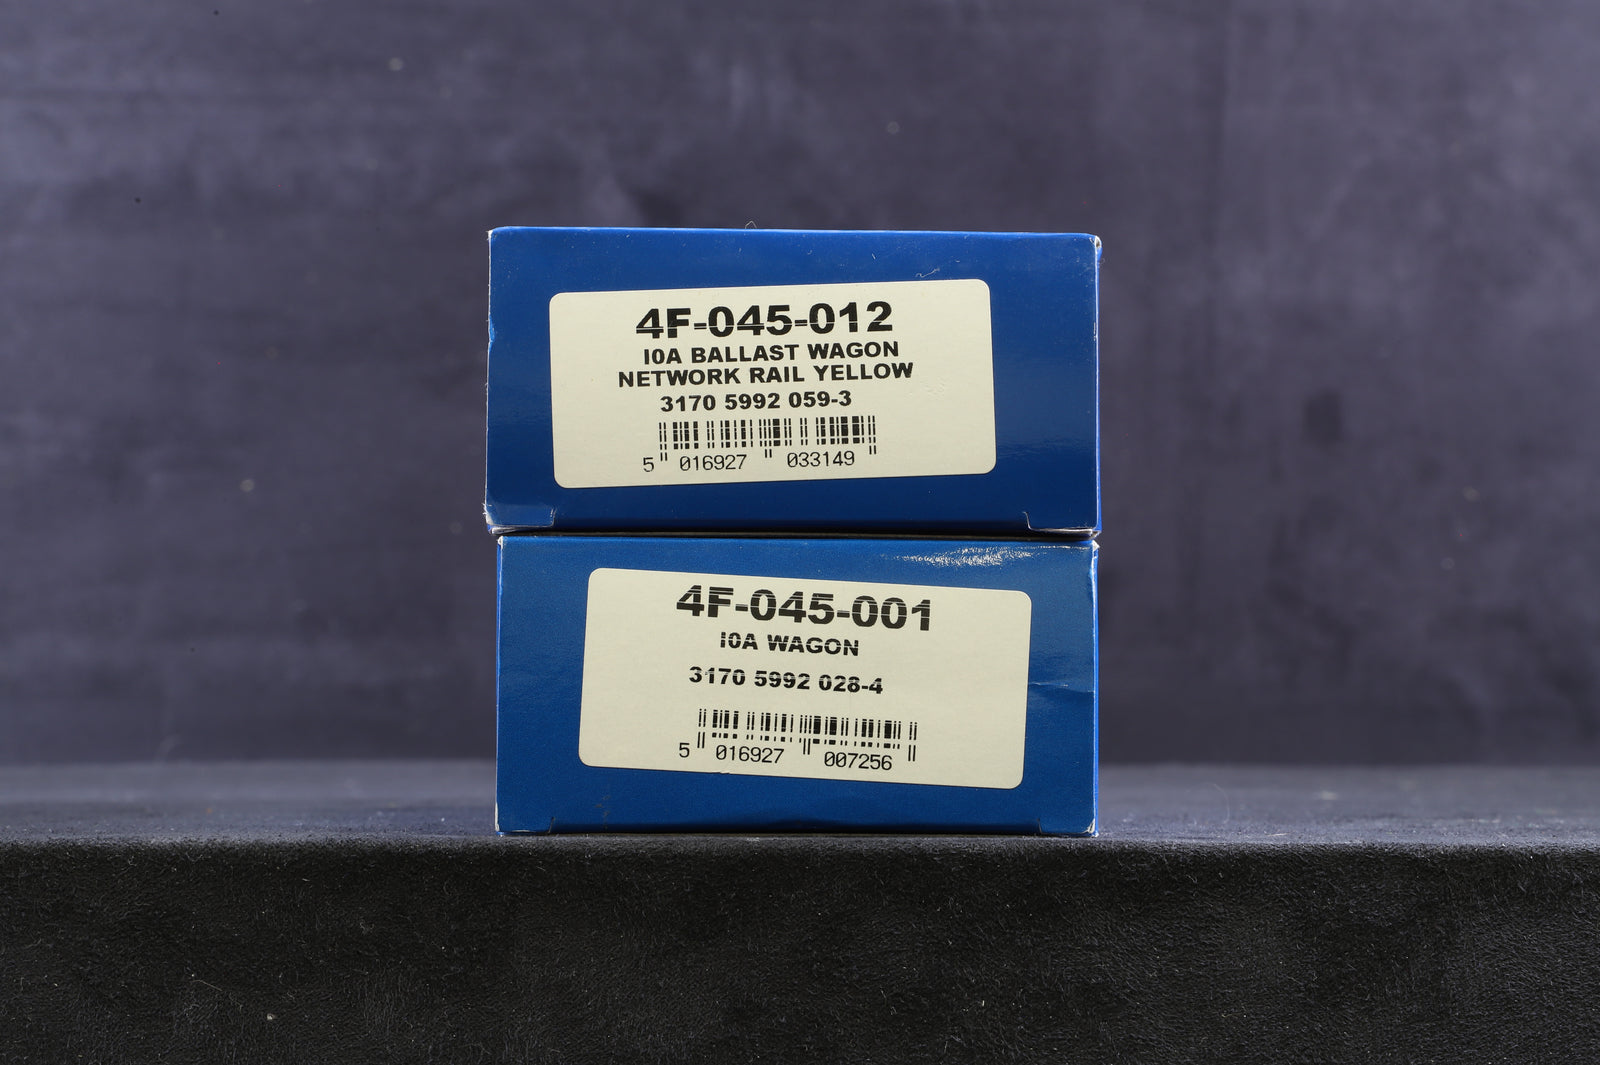 4F-045-012
IOA BALLAST WAGON
NETWORK RAIL YELLOW
3170 5992 059-3
5 016927 033149
4F-045-001
IOA WAGON
3170 5992 028-4
5 016927 007256